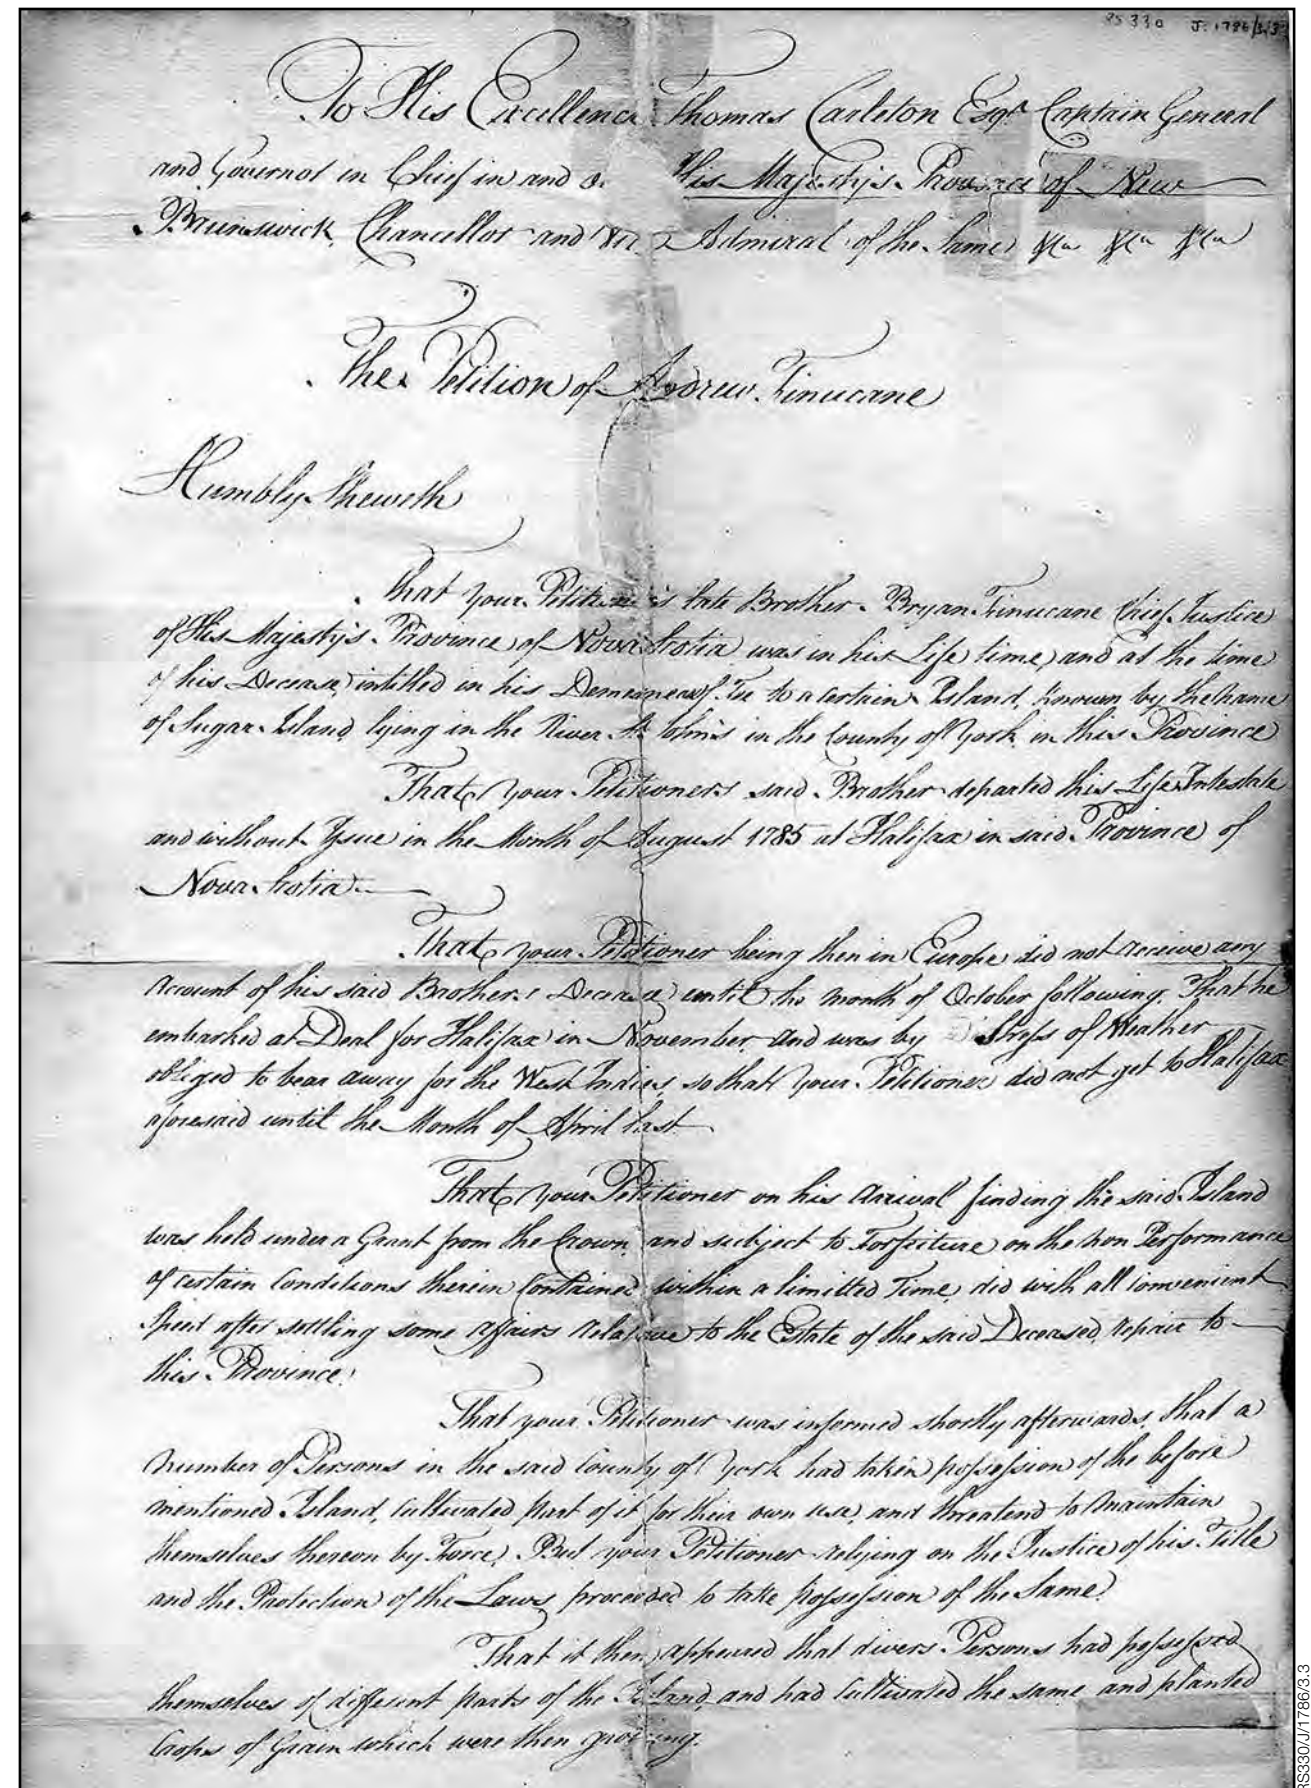 RS 330 J: 1786/3.3
To His Excellency Thomas Carleton Esqr. Captain General
and Governor in Chief in and o. His Majesty's Province of New
Brunswick, Chancellor and Vice Admiral of the Same &ca &ca &ca
The Petition of Andrew Finucane
Humbly Sheweth
That your Petitioner's late Brother Bryan Finucane Chief Justice
of His Majesty's Province of Nova Scotia was in his Life time, and at the time
of his Decease, intitled in his Demesne as of Fee to a certain Island, known by the Name
of Sugar Island lying in the River St. John's in the County of York in this Province
That your Petitioners said Brother departed this Life Intestate
and without Issue in the Month of August 1785 at Halifax in said Province of
Nova Scotia
That your Petitioner being then in Europe did not receive any
Account of his said Brothers Decease until the month of October following. That he
embarked at Deal for Halifax in November and was by Stress of Weather
obliged to bear away for the West Indies, so that your Petitioner did not get to Halifax
aforesaid until the Month of April last
That your Petitioner on his Arrival finding the said Island
was held under a Grant from the Crown and subject to Forfeiture on the Non Performance
of certain Conditions therein Contained within a limitted Time, did with all convenient
Speed after settling some affairs relative to the Estate of the said Deceased, repair to
this Province.
That your Petitioner was informed shortly afterwards, that a
number of Persons in the said County of York had taken possession of the before
mentioned Island, cultivated part of it for their own use, and threatend to maintain
themselves thereon by Force, But your Petitioner relying on the Justice of his Title
and the Protection of the Laws, proceeded to take possession of the Same.
That it then appeared that divers Persons had possessed
themselves of different parts of the Island, and had Cultivated the same and planted
Crops of Grain which were then growing.
RS330/J/1786/3.3